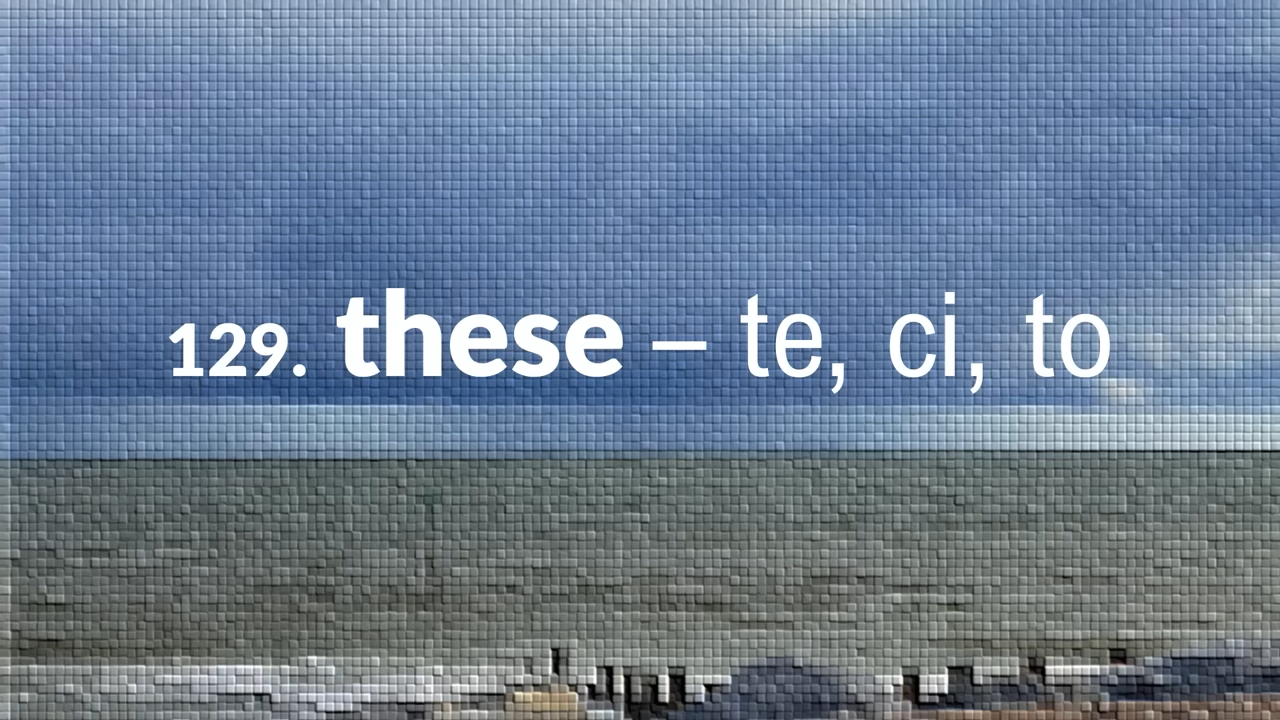 129. these – te, ci, to